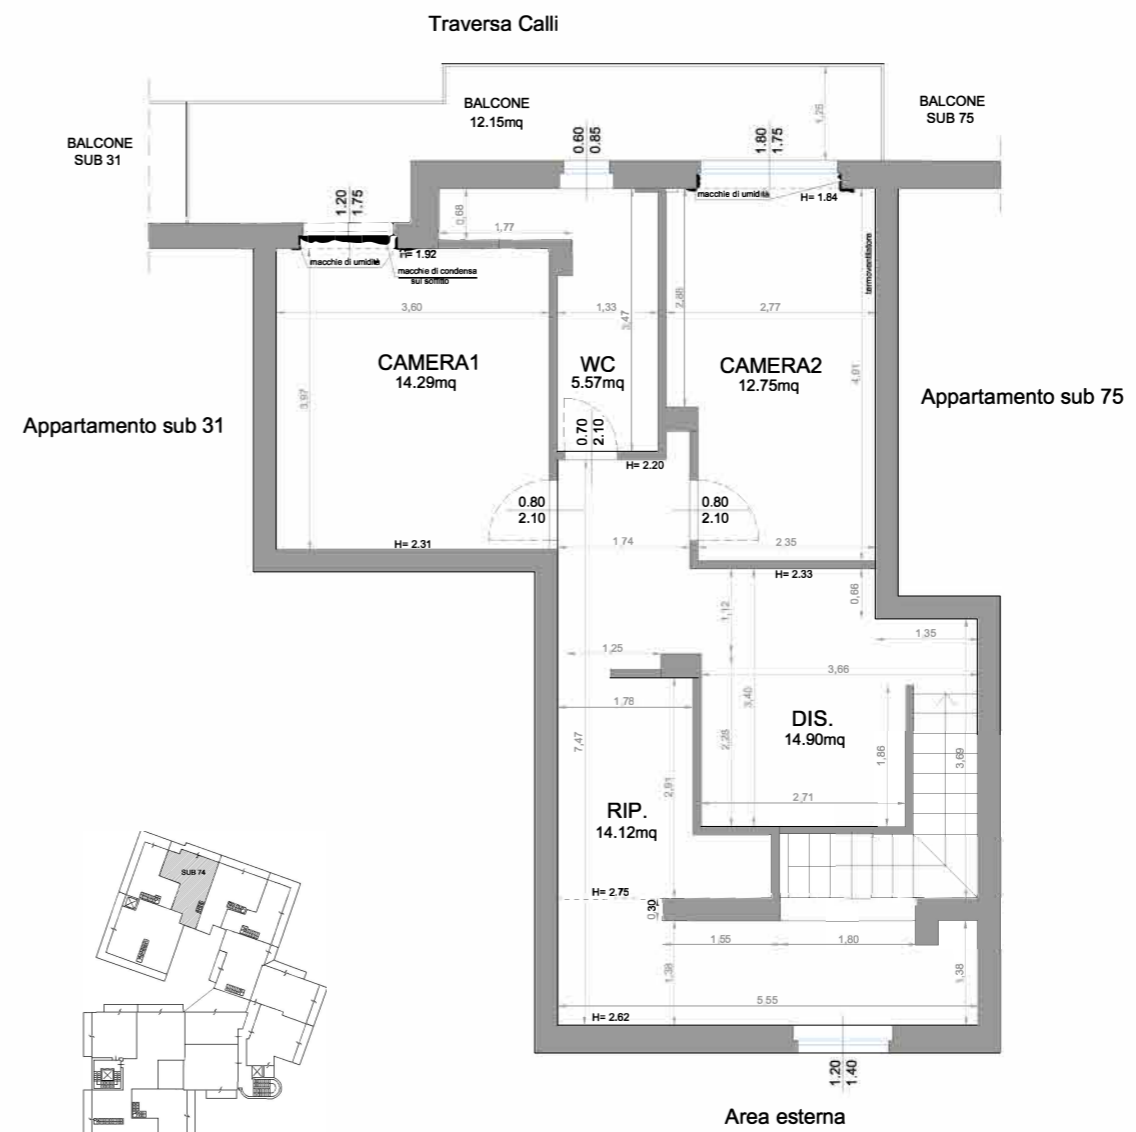 Traversa Calli
BALCONE
12.15mq
BALCONE
SUB 75
BALCONE
SUB 31
1,26
0.60
0.85
1.80
1.75
1.20
1.75
macchie di umidità
H= 1.84
0,68
1,77
H= 1.92
macchie di umidità
macchie di condensa
sul soffitto
termoventilatore
3,60
1,33
3,47
2,88
2,77
CAMERA1
14.29mq
WC
5.57mq
CAMERA2
12.75mq
3,97
4,01
Appartamento sub 31
Appartamento sub 75
0.70
2.10
H= 2.20
0.80
2.10
0.80
2.10
H= 2.31
1,74
2,35
H= 2.33
0,66
1,12
1,35
1,25
3,66
3,40
1,78
7,47
DIS.
14.90mq
2,28
1,86
3,69
2,91
2,71
RIP.
14.12mq
SUB 74
H= 2.75
0,30
1,55
1,80
1,38
1,38
5,55
H= 2.62
1.20
1.40
Area esterna